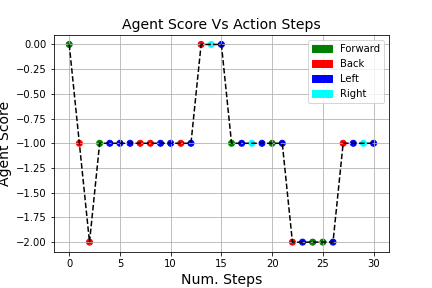 Agent Score Vs Action Steps
Agent Score
0.00
−0.25
−0.50
−0.75
−1.00
−1.25
−1.50
−1.75
−2.00
Forward
Back
Left
Right
0 5 10 15 20 25 30
Num. Steps